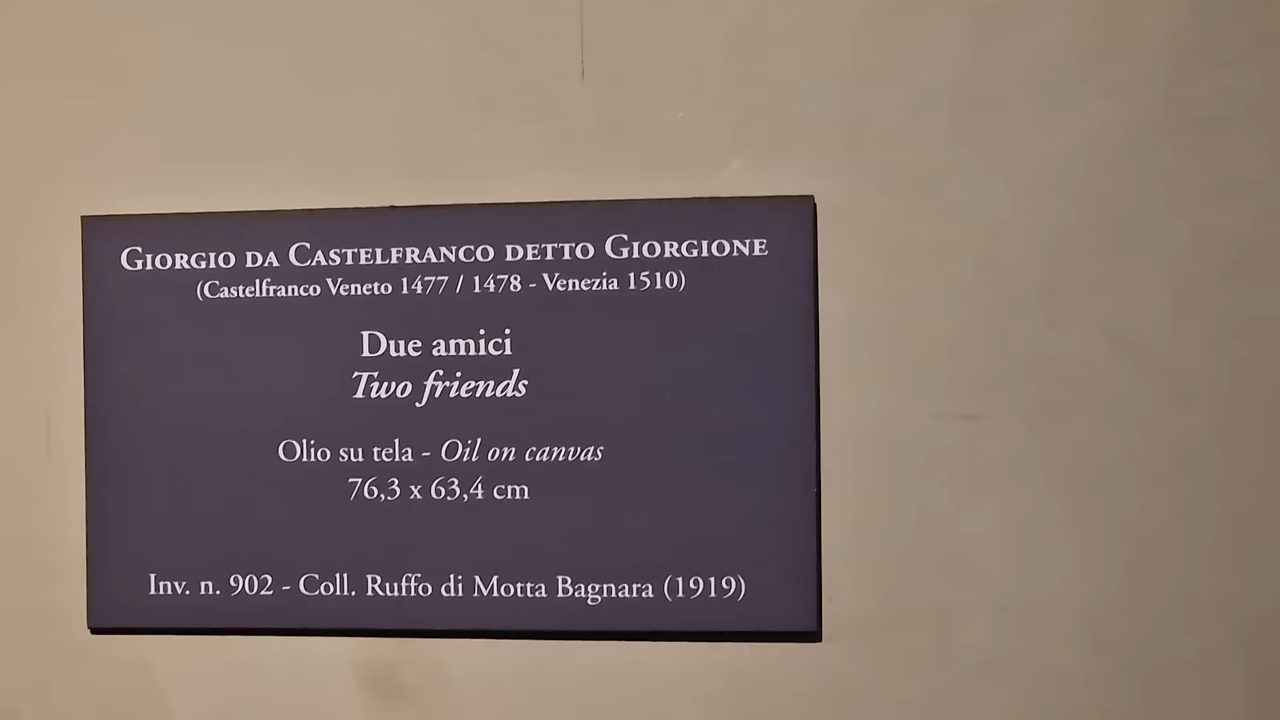 Giorgio da Castelfranco detto Giorgione
(Castelfranco Veneto 1477 / 1478 - Venezia 1510)
Due amici
Two friends
Olio su tela - Oil on canvas
76,3 x 63,4 cm
Inv. n. 902 - Coll. Ruffo di Motta Bagnara (1919)